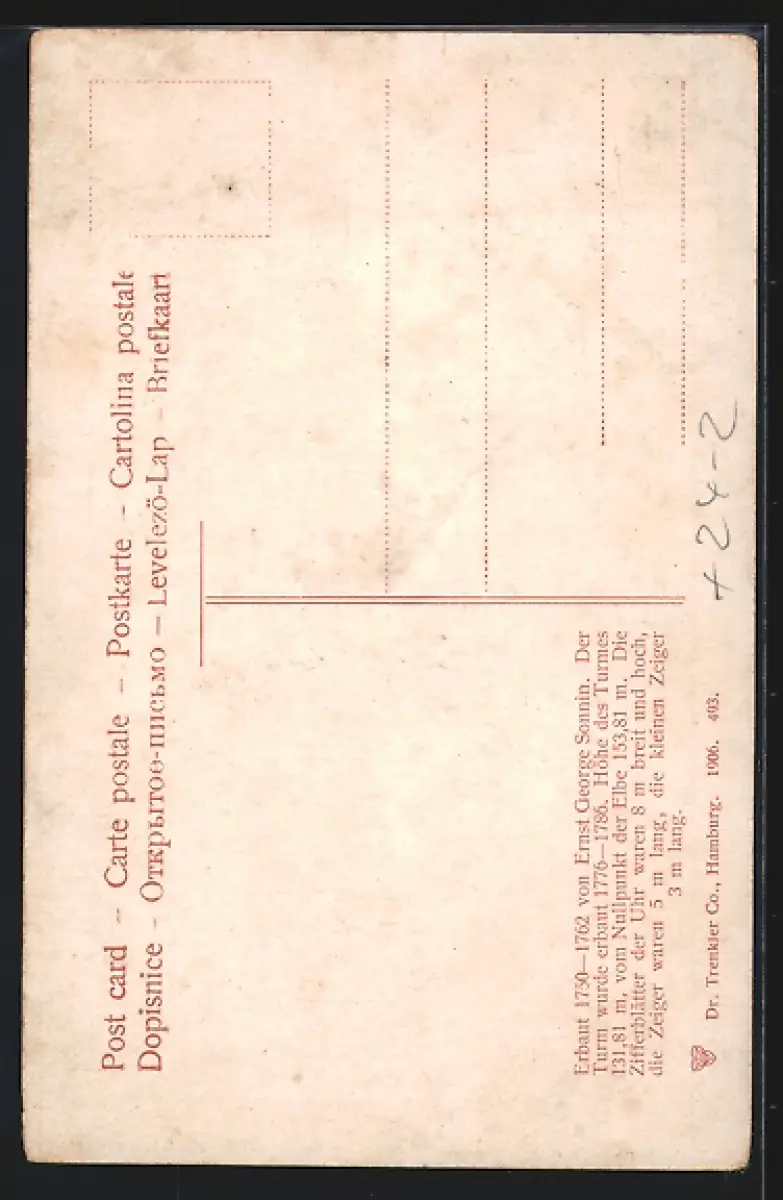 Post card – Carte postale – Postkarte – Cartolina postale
Dopisnice - Открытое-письмо – Levelezö-Lap – Briefkaart
Erbaut 1750—1762 von Ernst George Sonnin. Der
Turm wurde erbaut 1776—1786. Höhe des Turmes
131,81 m, vom Nullpunkt der Elbe 153,81 m. Die
Zifferblätter der Uhr waren 8 m breit und hoch,
die Zeiger waren 5 m lang, die kleinen Zeiger
3 m lang.
Dr. Trenkler Co., Hamburg. 1906. 493.
+ 24-2